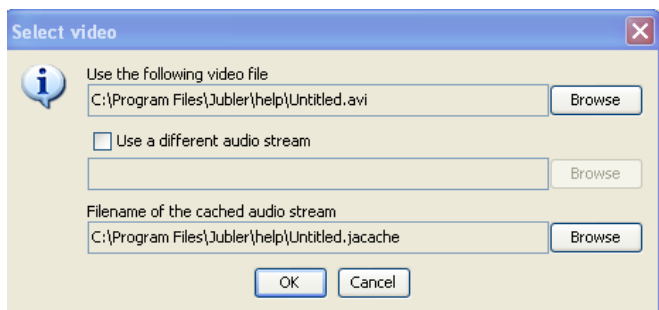 Select video
Use the following video file
C:\Program Files\Jubler\help\Untitled.avi
Browse
Use a different audio stream
Browse
Filename of the cached audio stream
C:\Program Files\Jubler\help\Untitled.jacache
Browse
OK
Cancel